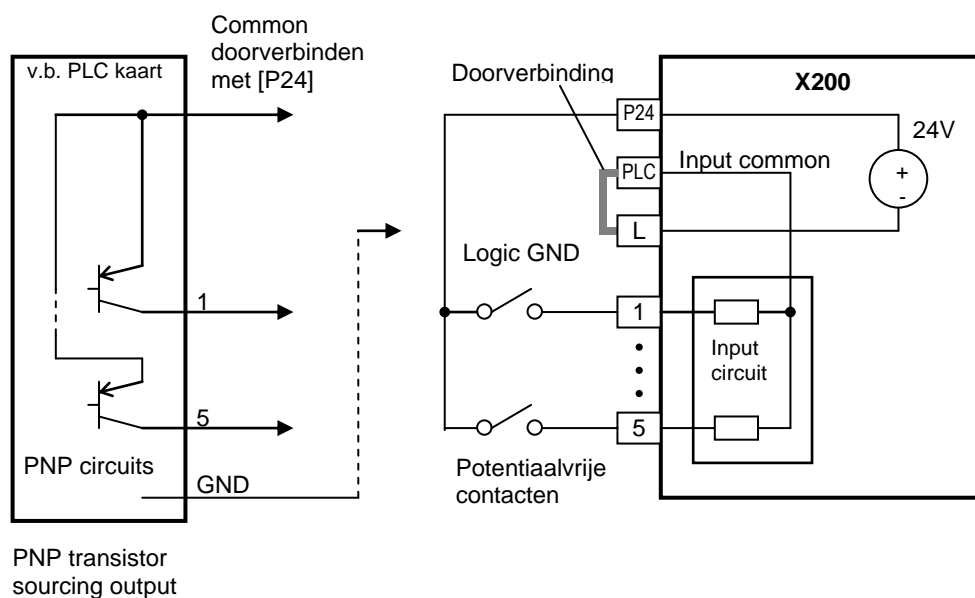 Common
doorverbinden
met [P24]
v.b. PLC kaart
1
5
PNP circuits
GND
PNP transistor
sourcing output
Doorverbinding
X200
P24
24V
PLC
Input common
+
-
L
Logic GND
1
Input
circuit
5
Potentiaalvrije
contacten